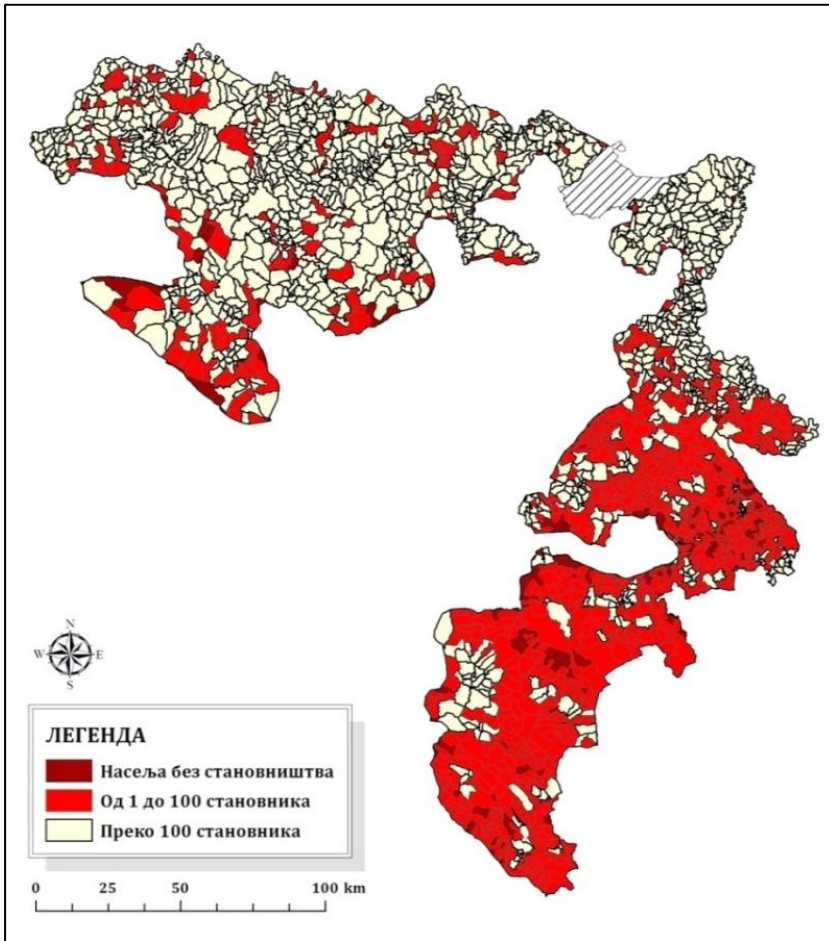 N
W E
S
ЛЕГЕНДА
Насеља без становништва
Од 1 до 100 становника
Преко 100 становника
0 25 50 100 km